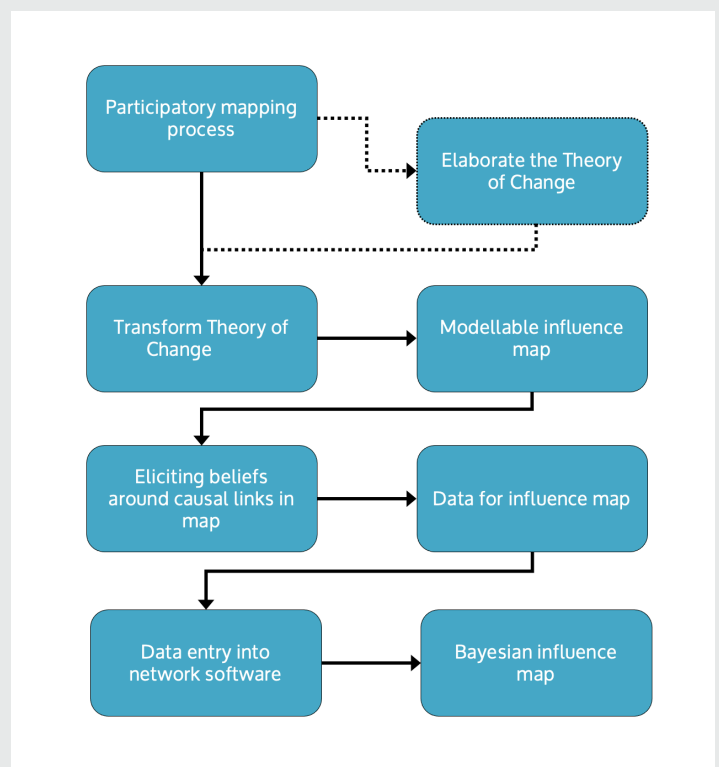 Participatory mapping
process
Elaborate the Theory
of Change
Transform Theory of
Change
Modellable influence
map
Eliciting beliefs
around causal links in
map
Data for influence map
Data entry into
network software
Bayesian influence
map